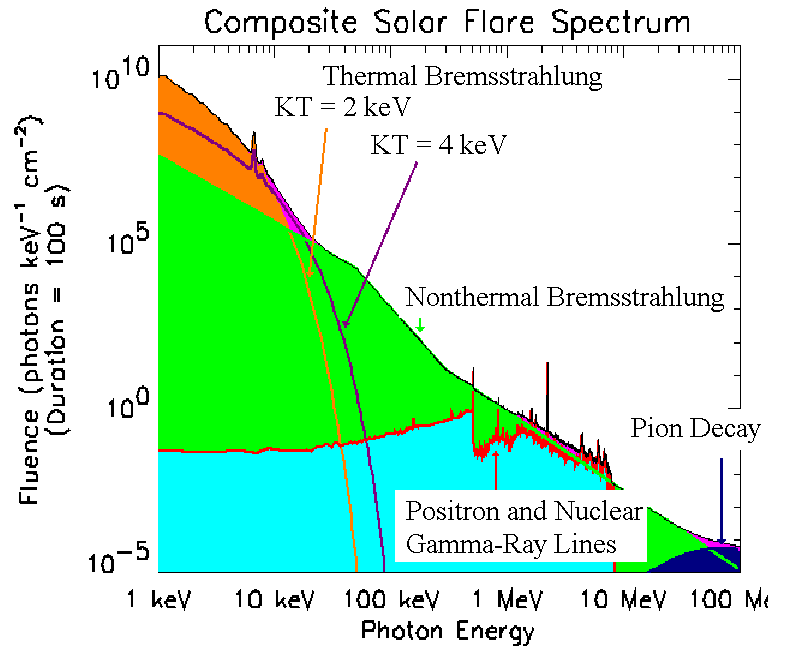 Composite Solar Flare Spectrum
Thermal Bremsstrahlung
KT = 2 keV
KT = 4 keV
Nonthermal Bremsstrahlung
Pion Decay
Positron and Nuclear
Gamma-Ray Lines
Fluence (photons keV⁻¹ cm⁻²)
(Duration = 100 s)
10¹⁰
10⁵
10⁰
10⁻⁵
1 keV 10 keV 100 keV 1 MeV 10 MeV 100 Me
Photon Energy